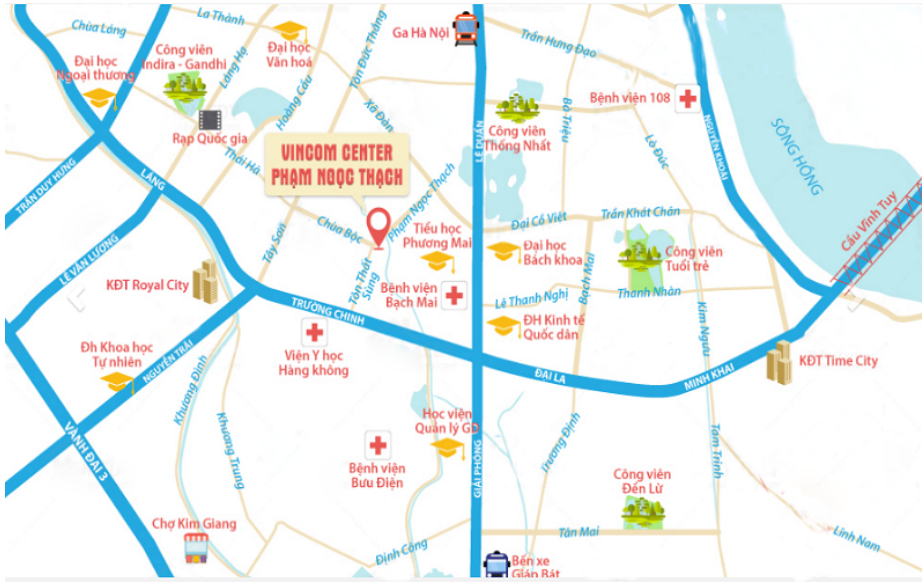 La Thành
Chùa Láng
Đại học
Ngoại thương
Công viên
Indira - Gandhi
Đại học
Văn hoá
Láng Hạ
Hoàng Cầu
Tôn Đức Thắng
Xã Đàn
Rạp Quốc gia
Thái Hà
Ga Hà Nội
Trần Hưng Đạo
Công viên
Thống Nhất
Bà Triệu
Bệnh viện 108
Lò Đúc
NGUYỄN KHOÁI
SÔNG HỒNG
Cầu Vĩnh Tuy
LÊ DUẨN
VINCOM CENTER
PHẠM NGỌC THẠCH
TRẦN DUY HƯNG
LÁNG
LÊ VĂN LƯƠNG
Tây Sơn
Chùa Bộc
Phạm Ngọc Thạch
Tôn Thất
Sùng
Tiểu học
Phương Mai
Đại Cồ Việt
Trần Khát Chân
Đại học
Bách khoa
Bạch Mai
Công viên
Tuổi trẻ
KĐT Royal City
Bệnh viện
Bạch Mai
Lê Thanh Nghị
Thanh Nhàn
TRƯỜNG CHINH
ĐH Kinh tế
Quốc dân
Kim Ngưu
Đh Khoa học
Tự nhiên
NGUYỄN TRÃI
Viện Y học
Hàng không
ĐẠI LA
MINH KHAI
KĐT Time City
Khương Đình
Khương Trung
Học viện
Quản lý GD
VÀNH ĐAI 3
Bệnh viện
Bưu Điện
GIẢI PHÓNG
Trương Định
Tam Trinh
Công viên
Đền Lừ
Chợ Kim Giang
Định Công
Tân Mai
Lĩnh Nam
Bến xe
Giáp Bát